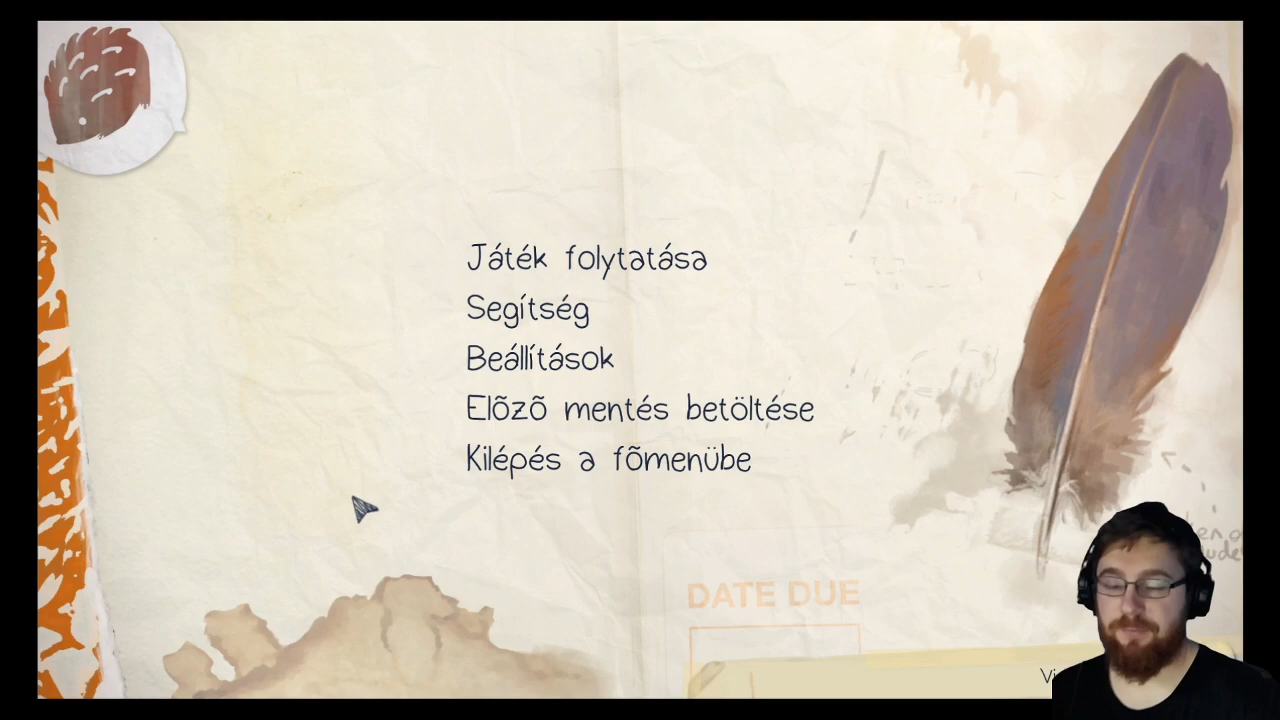 Játék folytatása
Segítség
Beállítások
Elõzõ mentés betöltése
Kilépés a fõmenübe
DATE DUE